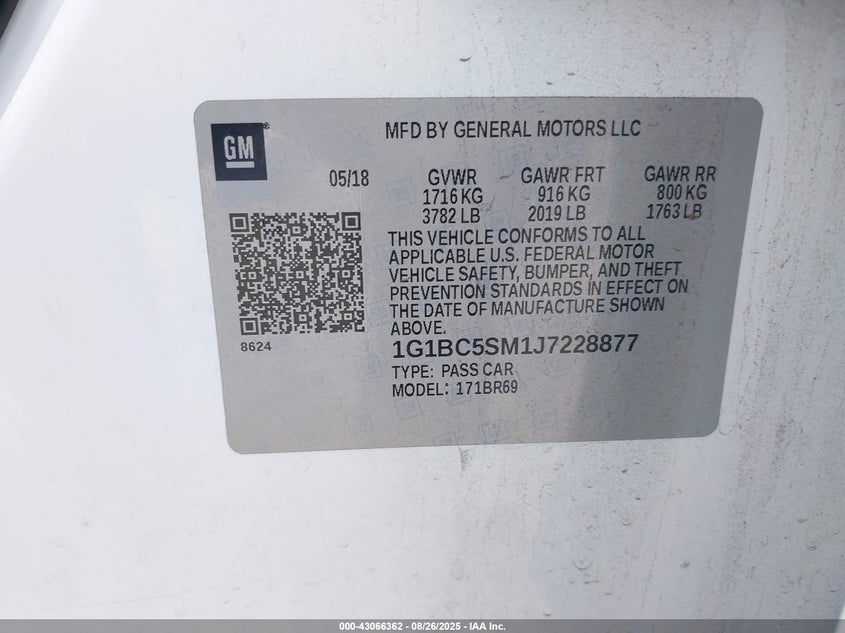 GM
MFD BY GENERAL MOTORS LLC
05/18 GVWR GAWR FRT GAWR RR
1716 KG 916 KG 800 KG
3782 LB 2019 LB 1763 LB
THIS VEHICLE CONFORMS TO ALL
APPLICABLE U.S. FEDERAL MOTOR
VEHICLE SAFETY, BUMPER, AND THEFT
PREVENTION STANDARDS IN EFFECT ON
THE DATE OF MANUFACTURE SHOWN
ABOVE.
8624
1G1BC5SM1J7228877
TYPE: PASS CAR
MODEL: 171BR69
000-43066362 - 08/26/2025 - IAA Inc.